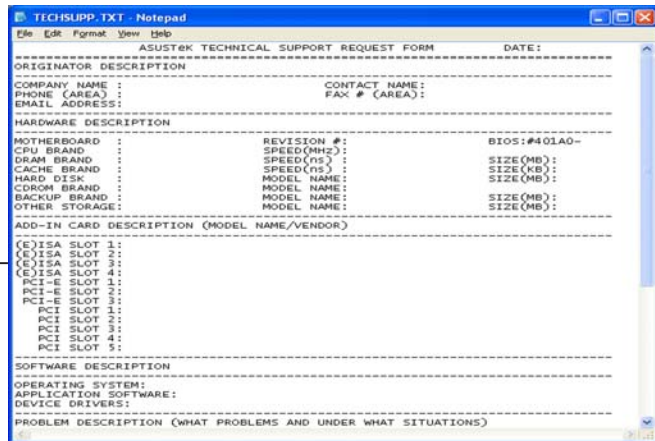 TECHSUPP.TXT - Notepad
File Edit Format View Help
ASUSTeK TECHNICAL SUPPORT REQUEST FORM DATE:
ORIGINATOR DESCRIPTION
COMPANY NAME : CONTACT NAME:
PHONE (AREA) : FAX # (AREA):
EMAIL ADDRESS:
HARDWARE DESCRIPTION
MOTHERBOARD : REVISION #: BIOS:#401A0-
CPU BRAND : SPEED(MHz):
DRAM BRAND : SPEED(ns) : SIZE(MB):
CACHE BRAND : SPEED(ns) : SIZE(KB):
HARD DISK : MODEL NAME: SIZE(MB):
CDROM BRAND : MODEL NAME:
BACKUP BRAND : MODEL NAME: SIZE(MB):
OTHER STORAGE: MODEL NAME: SIZE(MB):
ADD-IN CARD DESCRIPTION (MODEL NAME/VENDOR)
(E)ISA SLOT 1:
(E)ISA SLOT 2:
(E)ISA SLOT 3:
(E)ISA SLOT 4:
PCI-E SLOT 1:
PCI-E SLOT 2:
PCI-E SLOT 3:
PCI SLOT 1:
PCI SLOT 2:
PCI SLOT 3:
PCI SLOT 4:
PCI SLOT 5:
SOFTWARE DESCRIPTION
OPERATING SYSTEM:
APPLICATION SOFTWARE:
DEVICE DRIVERS:
PROBLEM DESCRIPTION (WHAT PROBLEMS AND UNDER WHAT SITUATIONS)